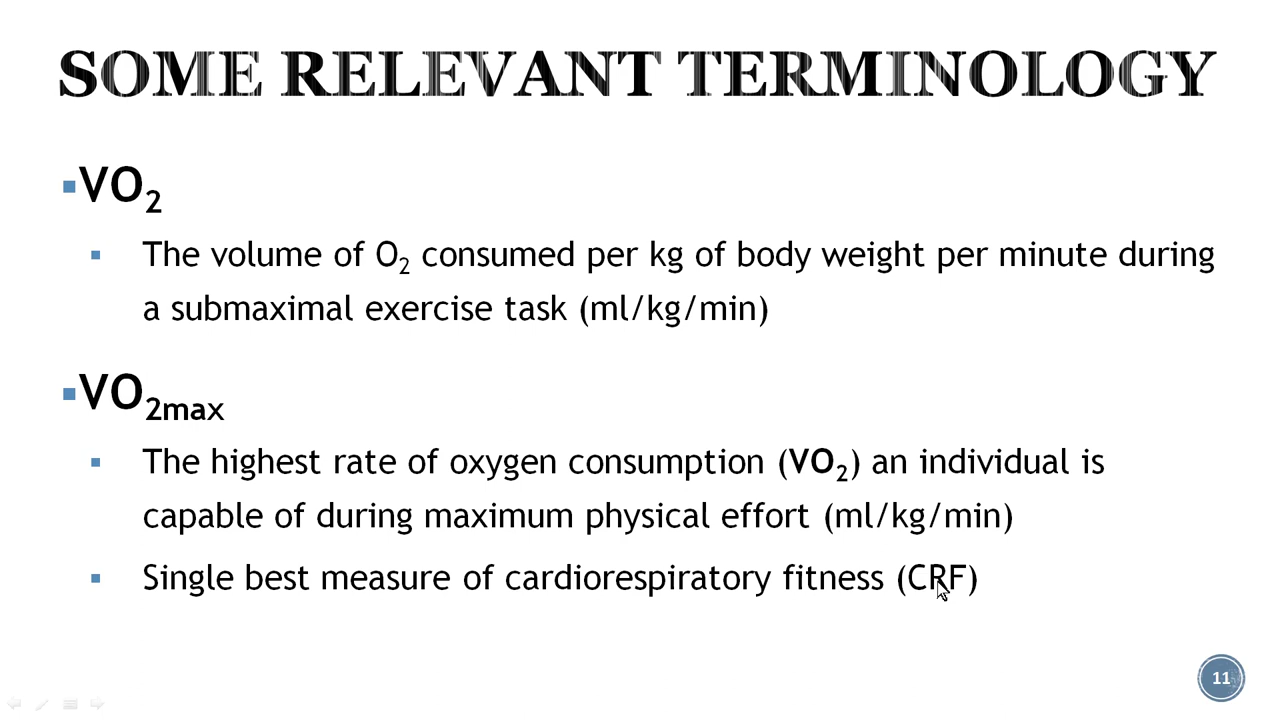 SOME RELEVANT TERMINOLOGY
▪VO₂
▪ The volume of O₂ consumed per kg of body weight per minute during
a submaximal exercise task (ml/kg/min)
▪VO₂max
▪ The highest rate of oxygen consumption (VO₂) an individual is
capable of during maximum physical effort (ml/kg/min)
▪ Single best measure of cardiorespiratory fitness (CRF)
11